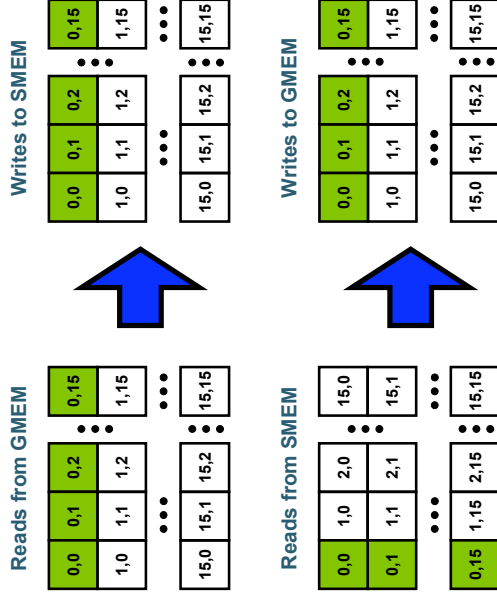 Reads from GMEM
0,0 0,1 0,2 ••• 0,15
1,0 1,1 1,2 1,15
••• •••
15,0 15,1 15,2 ••• 15,15
Writes to SMEM
0,0 0,1 0,2 ••• 0,15
1,0 1,1 1,2 1,15
••• •••
15,0 15,1 15,2 ••• 15,15
Reads from SMEM
0,0 1,0 2,0 ••• 15,0
0,1 1,1 2,1 15,1
••• •••
0,15 1,15 2,15 ••• 15,15
Writes to GMEM
0,0 0,1 0,2 ••• 0,15
1,0 1,1 1,2 1,15
••• •••
15,0 15,1 15,2 ••• 15,15